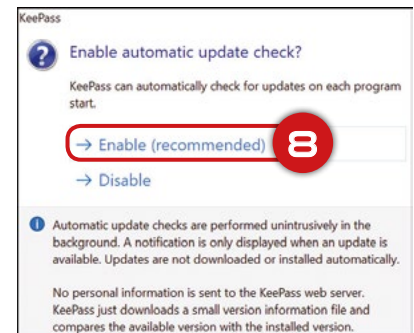 KeePass
Enable automatic update check?
KeePass can automatically check for updates on each program
start.
→ Enable (recommended) 8
→ Disable
Automatic update checks are performed unintrusively in the
background. A notification is only displayed when an update is
available. Updates are not downloaded or installed automatically.
No personal information is sent to the KeePass web server.
KeePass just downloads a small version information file and
compares the available version with the installed version.